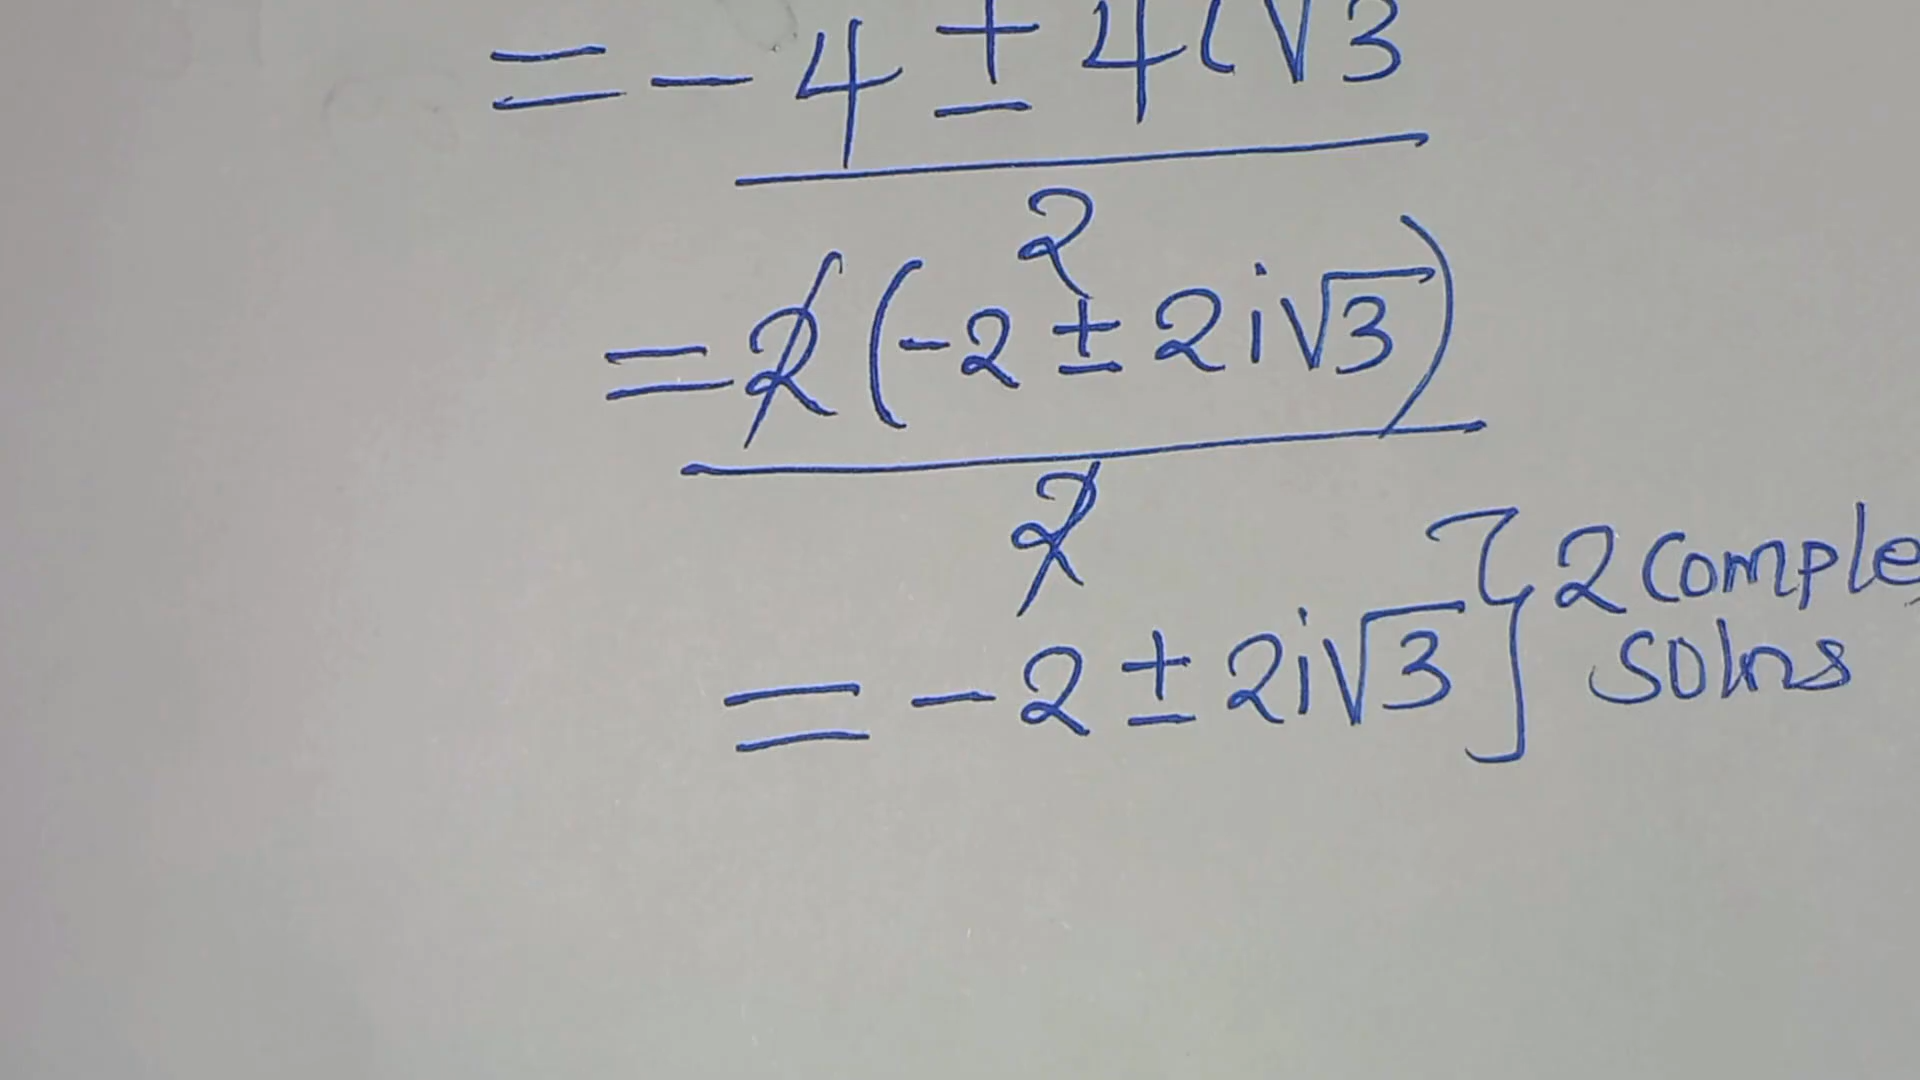 = -4 ± 4i√3
2
= 2(-2 ± 2i√3)
2
= -2 ± 2i√3 } 2 comple
solns